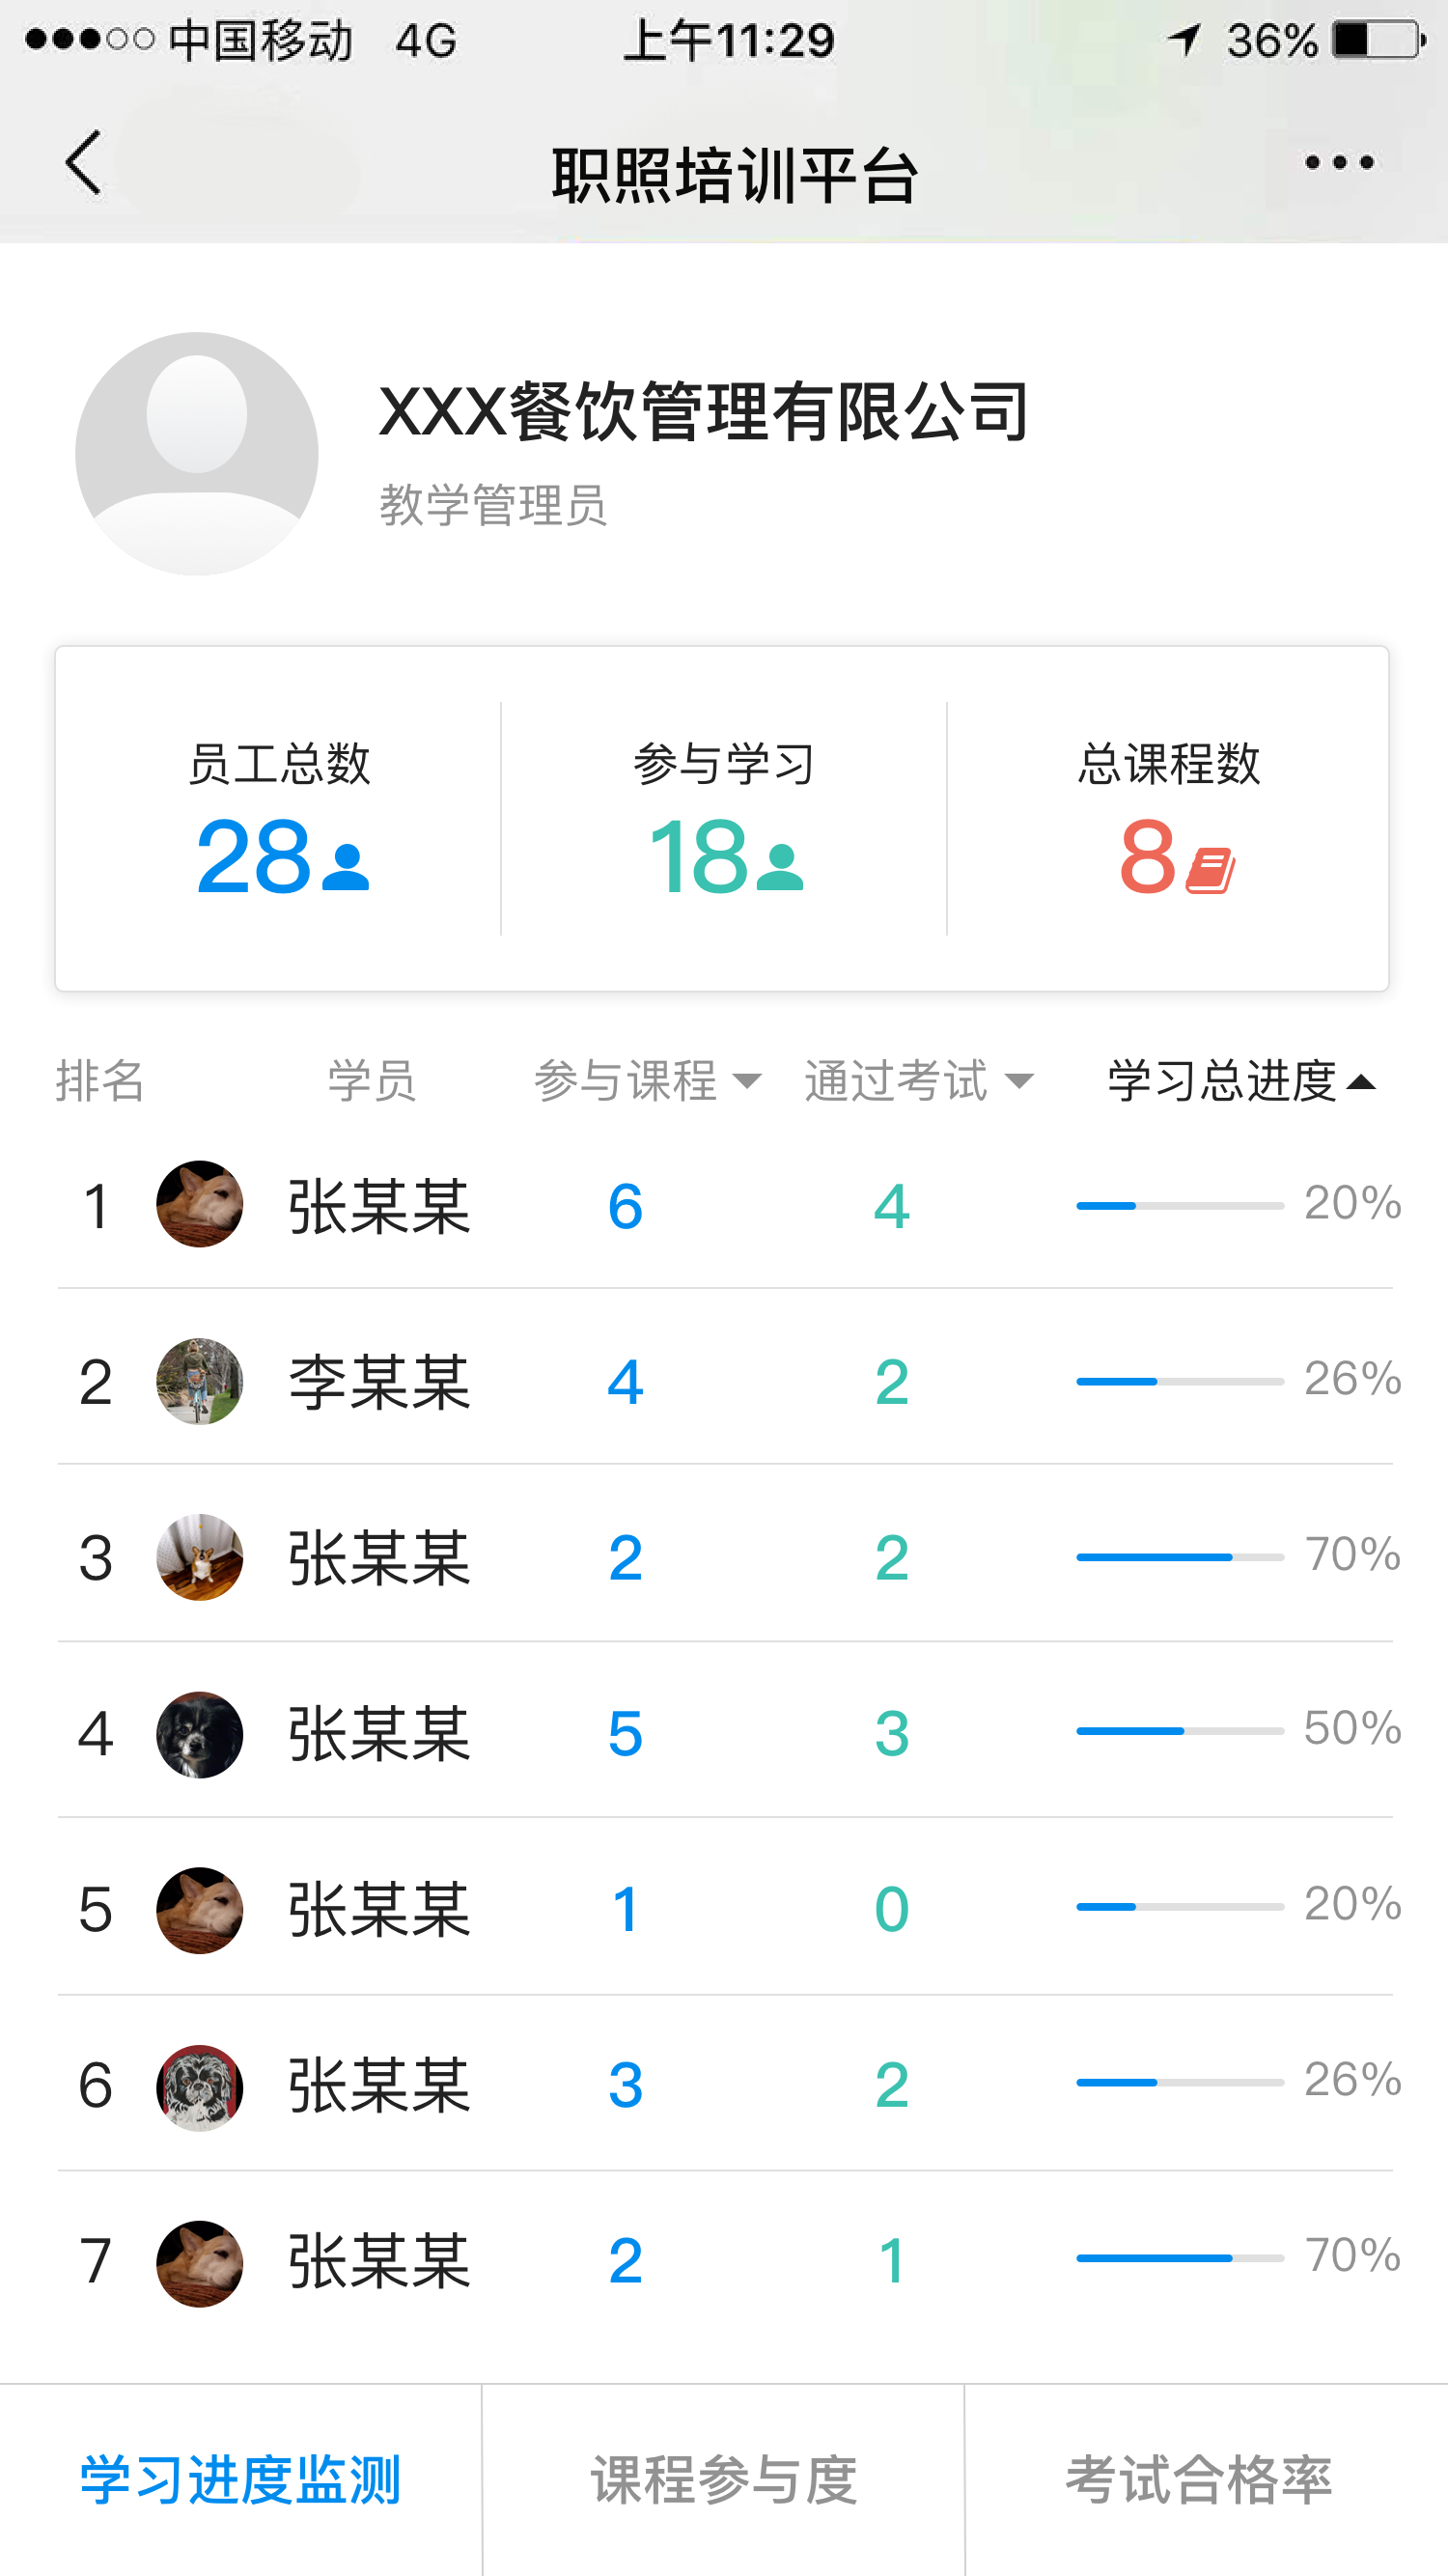 中国移动 4G 上午11:29 36%
职照培训平台
XXX餐饮管理有限公司
教学管理员
员工总数 参与学习 总课程数
28 18 8
排名 学员 参与课程 通过考试 学习总进度
1 张某某 6 4 20%
2 李某某 4 2 26%
3 张某某 2 2 70%
4 张某某 5 3 50%
5 张某某 1 0 20%
6 张某某 3 2 26%
7 张某某 2 1 70%
学习进度监测 课程参与度 考试合格率